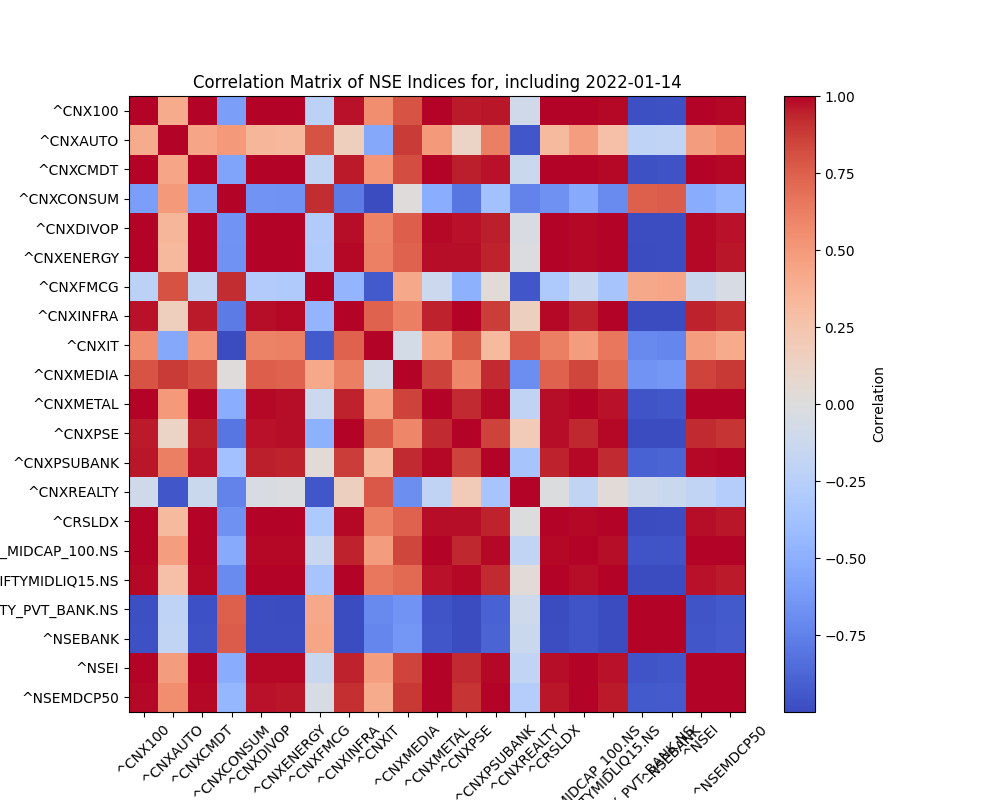 Correlation Matrix of NSE Indices for, including 2022-01-14
^CNX100
^CNXAUTO
^CNXCMDT
^CNXCONSUM
^CNXDIVOP
^CNXENERGY
^CNXFMCG
^CNXINFRA
^CNXIT
^CNXMEDIA
^CNXMETAL
^CNXPSE
^CNXPSUBANK
^CNXREALTY
^CRSLDX
_MIDCAP_100.NS
IFTYMIDLIQ15.NS
TY_PVT_BANK.NS
^NSEBANK
^NSEI
^NSEMDCP50
^CNX100
^CNXAUTO
^CNXCMDT
^CNXCONSUM
^CNXDIVOP
^CNXENERGY
^CNXFMCG
^CNXINFRA
^CNXIT
^CNXMEDIA
^CNXMETAL
^CNXPSE
^CNXPSUBANK
^CNXREALTY
^CRSLDX
MIDCAP_100.NS
TYMIDLIQ15.NS
PVT_BANK.NS
^NSEBANK
^NSEI
^NSEMDCP50
1.00
0.75
0.50
0.25
0.00
−0.25
−0.50
−0.75
Correlation